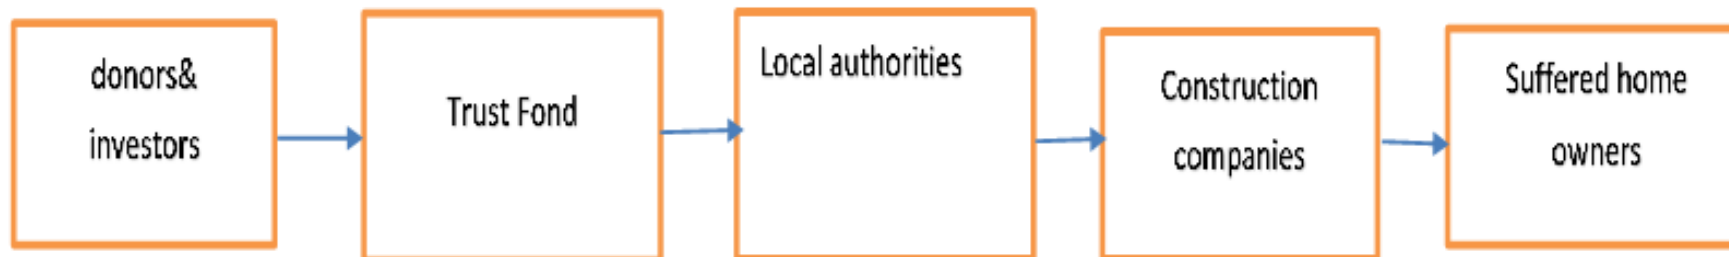 donors&
investors
Trust Fond
Local authorities
Construction
companies
Suffered home
owners